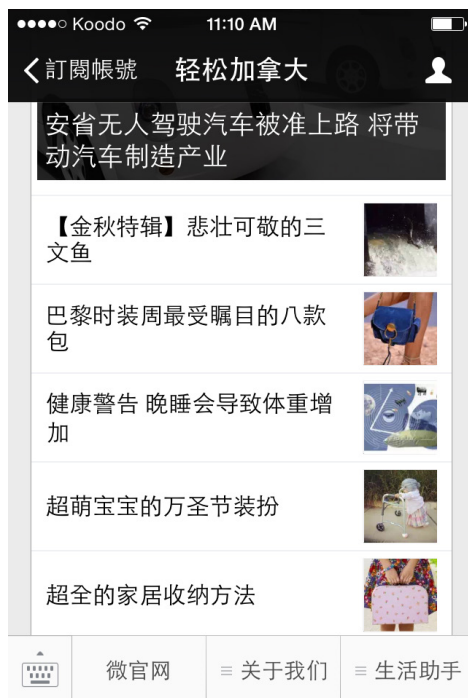 Koodo 11:10 AM
訂閱帳號 轻松加拿大
安省无人驾驶汽车被准上路 将带
动汽车制造产业
【金秋特辑】悲壮可敬的三
文鱼
巴黎时装周最受瞩目的八款
包
健康警告 晚睡会导致体重增
加
超萌宝宝的万圣节装扮
超全的家居收纳方法
微官网 关于我们 生活助手